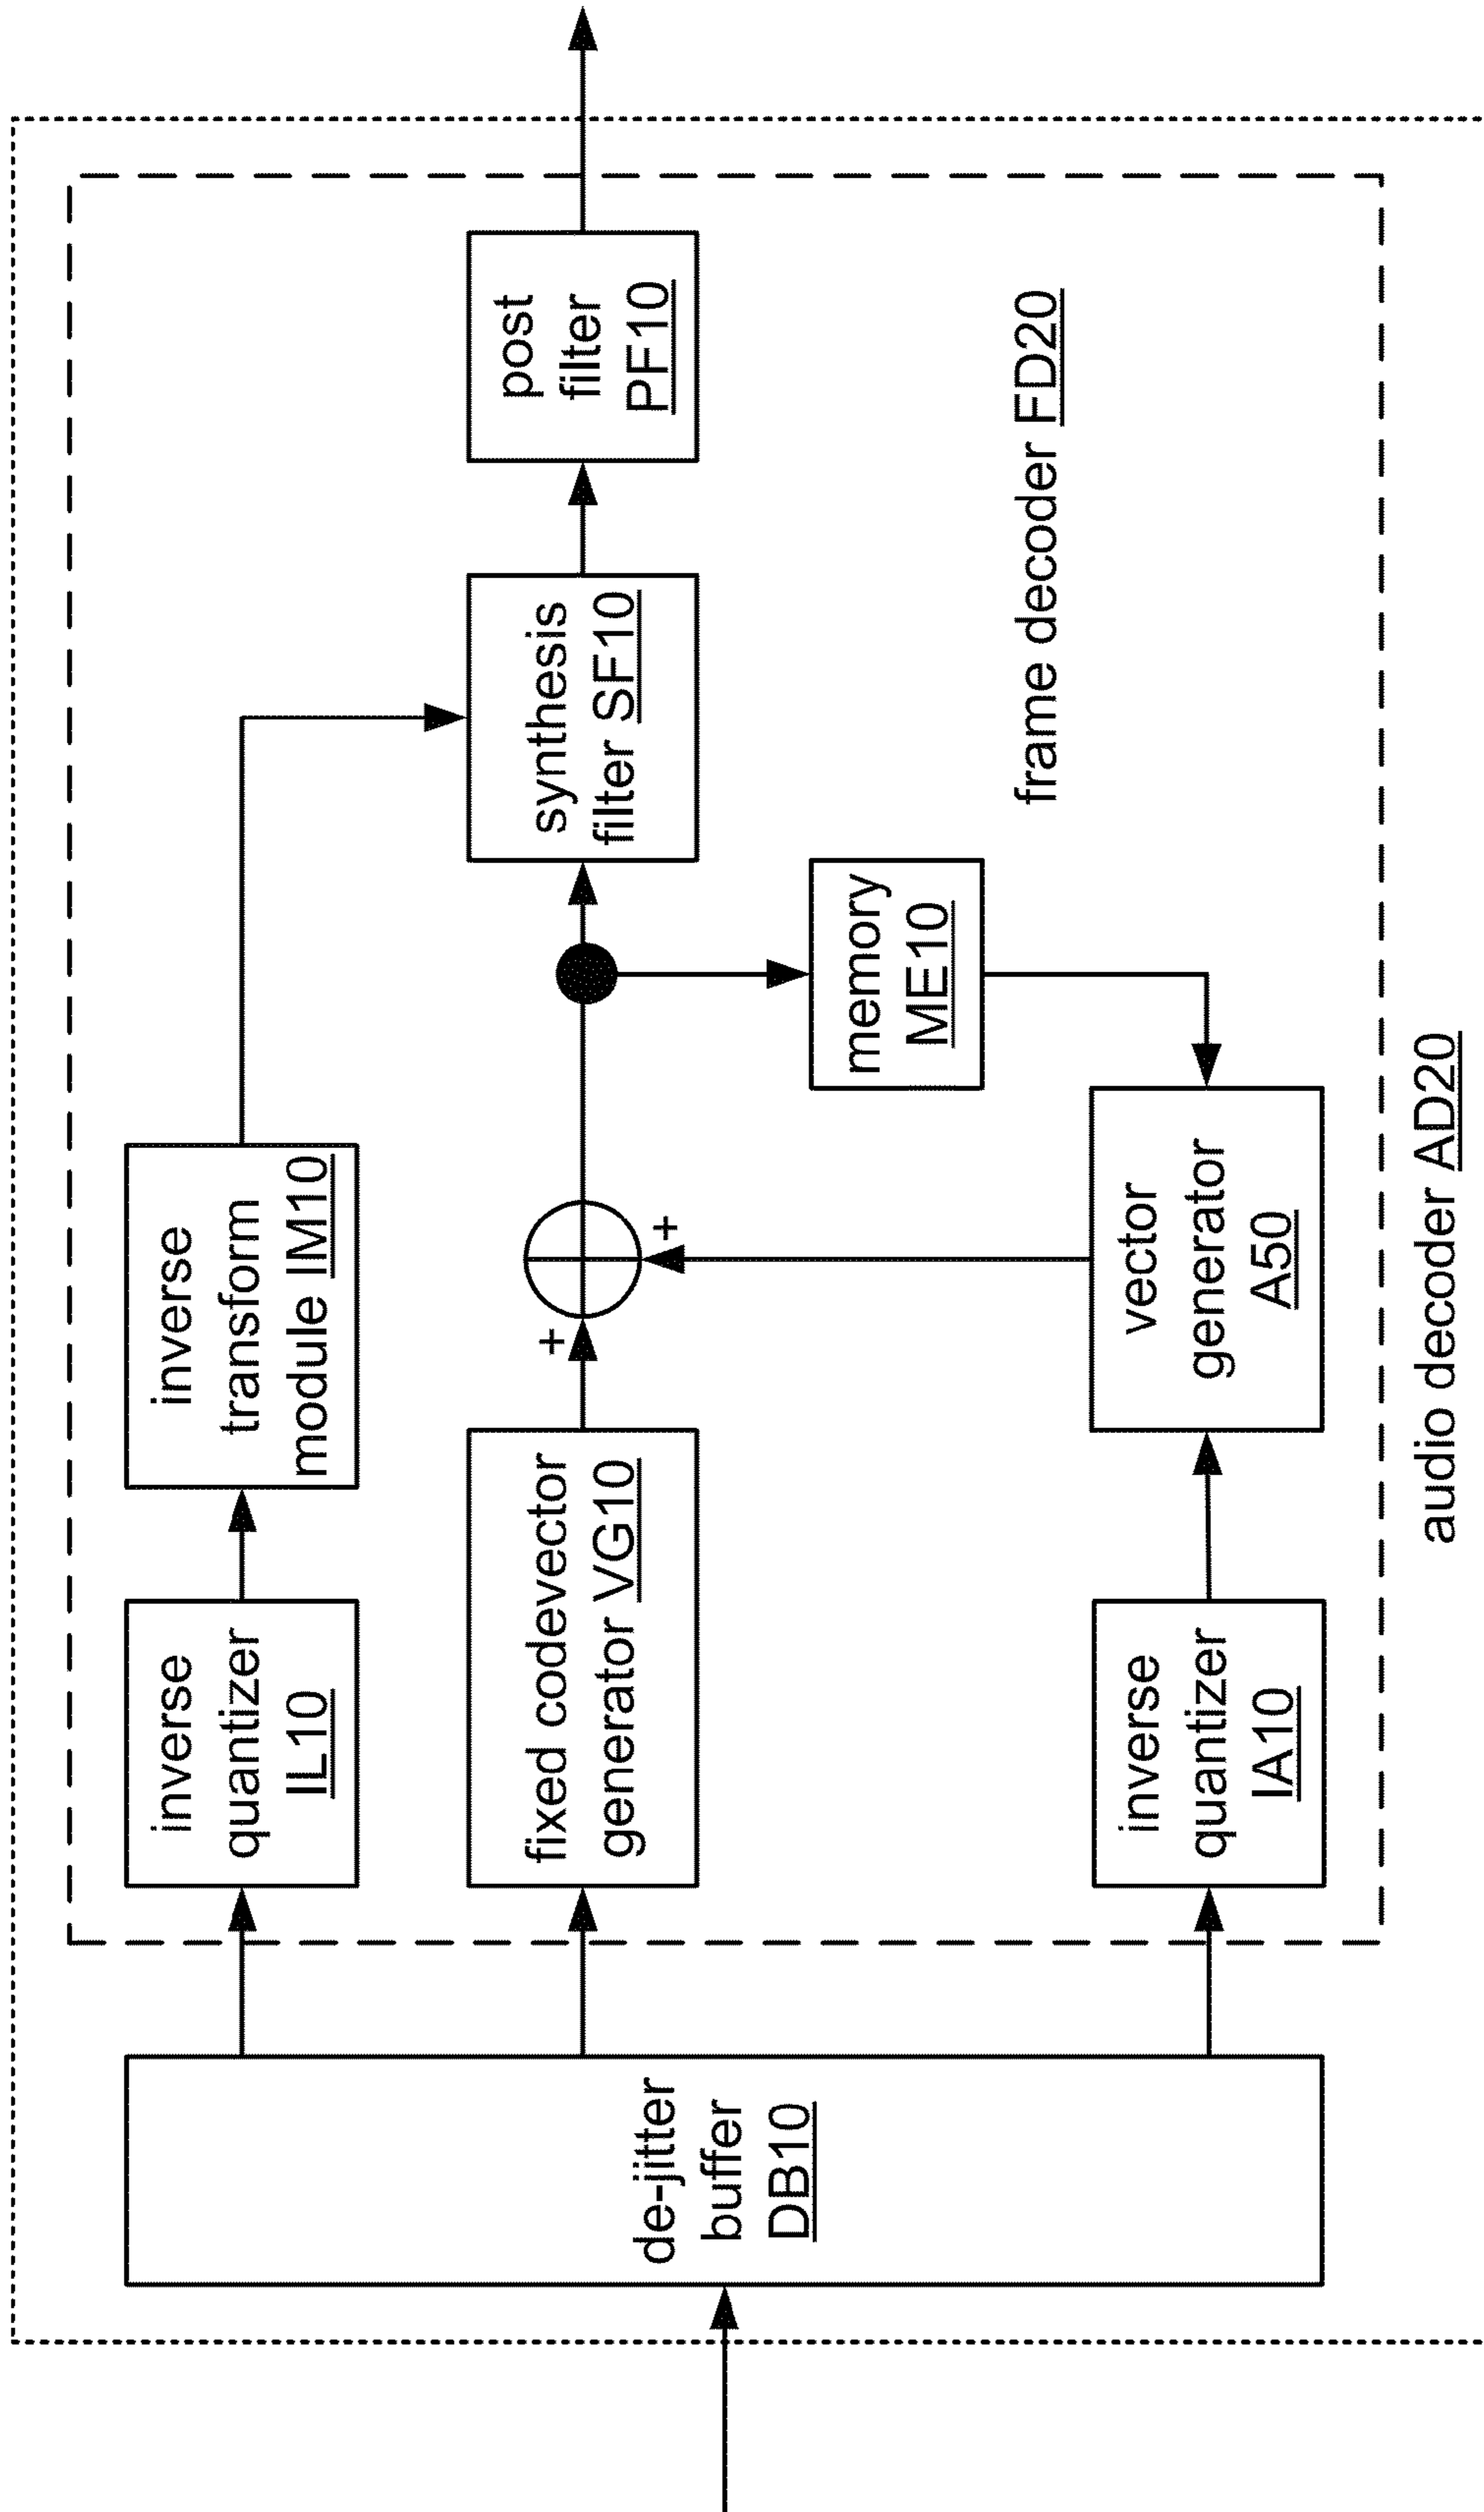 de-jitter
buffer
DB10
inverse
quantizer
IL10
inverse
transform
module IM10
fixed codevector
generator VG10
+
+
synthesis
filter SF10
post
filter
PF10
memory
ME10
inverse
quantizer
IA10
vector
generator
A50
frame decoder FD20
audio decoder AD20